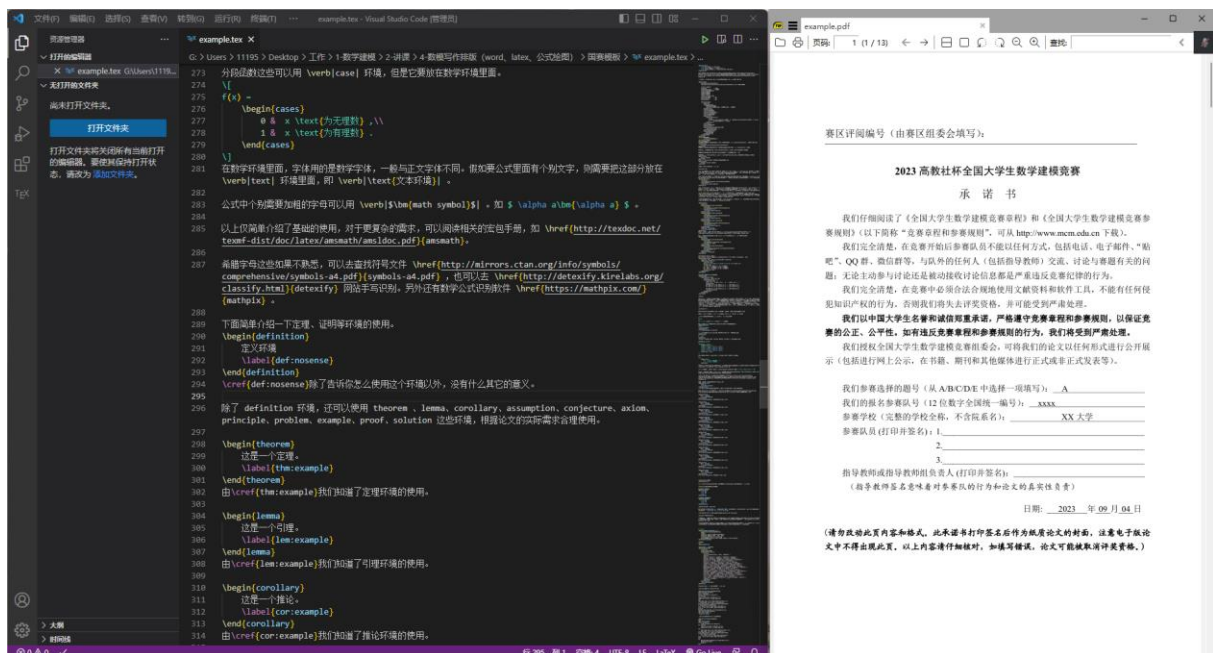 文件(F) 编辑(E) 选择(S) 查看(V) 转到(G) 运行(R) 终端(T) ··· example.tex - Visual Studio Code [管理员]
资源管理器 ···
打开的编辑器
× example.tex G:\Users\1119...
无打开的文件夹
尚未打开文件夹。
打开文件夹
打开文件夹将关闭所有当前打开
的编辑器。要使其保持打开状
态，请改为 添加文件夹。
大纲
时间线
example.tex ×
G: > Users > 11195 > Desktop > 工作 > 1-数学建模 > 2-讲课 > 4-数模写作排版（word、latex、公式绘图） > 国赛模板 > example.tex > ...
273 分段函数这些可以用 \verb|case| 环境，但是它要放在数学环境里面。
274 \[
275 f(x) =
276 \begin{cases}
277 0 & x \text{为无理数} ,\\
278 1 & x \text{为有理数} .
279 \end{cases}
280 \]
281 在数学环境里面，字体用的是数学字体，一般与正文字体不同。假如要公式里面有个别文字，则需要把这部分放在
\verb|text| 环境里面，即 \verb|\text{文本环境}| 。
282
283 公式中个别需要加粗的字母可以用 \verb|$\bm{math symbol}$| 。如 $ \alpha a\bm{\alpha a} $ 。
284
285 以上仅简单介绍了基础的使用，对于更复杂的需求，可以阅读相关的宏包手册，如 \href{http://texdoc.net/
texmf-dist/doc/latex/amsmath/amsldoc.pdf}{amsmath}。
286
287 希腊字母这些如果不熟悉，可以去查找符号文件 \href{http://mirrors.ctan.org/info/symbols/
comprehensive/symbols-a4.pdf}{symbols-a4.pdf} ，也可以去 \href{http://detexify.kirelabs.org/
classify.html}{detexify} 网站手写识别。另外还有数学公式识别软件 \href{https://mathpix.com/}
{mathpix} 。
288
289 下面简单介绍一下定理、证明等环境的使用。
290 \begin{definition}
291 定义环境
292 \label{def:nosense}
293 \end{definition}
294 \cref{def:nosense}除了告诉你怎么使用这个环境以外，没有什么其它的意义。
295
296 除了 definition 环境，还可以使用 theorem 、lemma、corollary、assumption、conjecture、axiom、
principle、problem、example、proof、solution 这些环境，根据论文的实际需求合理使用。
297
298 \begin{theorem}
299 这是一个定理。
300 \label{thm:example}
301 \end{theorem}
302 由\cref{thm:example}我们知道了定理环境的使用。
303
304 \begin{lemma}
305 这是一个引理。
306 \label{lem:example}
307 \end{lemma}
308 由\cref{lem:example}我们知道了引理环境的使用。
309
310 \begin{corollary}
311 这是一个推论。
312 \label{cor:example}
313 \end{corollary}
314 由\cref{cor:example}我们知道了推论环境的使用。
UTF-8 LF LaTeX Go Live
example.pdf
页码: 1 (1 / 13) 查找:
赛区评阅编号（由赛区组委会填写）：
2023 高教社杯全国大学生数学建模竞赛
承 诺 书
我们仔细阅读了《全国大学生数学建模竞赛章程》和《全国大学生数学建模竞赛参
赛规则》（以下简称“竞赛章程和参赛规则”，可从 http://www.mcm.edu.cn 下载）。
我们完全清楚，在竞赛开始后参赛队员不能以任何方式，包括电话、电子邮件、“贴
吧”、QQ 群、微信群等，与队外的任何人（包括指导教师）交流、讨论与赛题有关的问
题；无论主动参与讨论还是被动接收讨论信息都是严重违反竞赛纪律的行为。
我们完全清楚，在竞赛中必须合法合规地使用文献资料和软件工具，不能有任何侵
犯知识产权的行为。否则我们将失去评奖资格，并可能受到严肃处理。
我们以中国大学生名誉和诚信郑重承诺，严格遵守竞赛章程和参赛规则，以保证竞
赛的公正、公平性。如有违反竞赛章程和参赛规则的行为，我们将受到严肃处理。
我们授权全国大学生数学建模竞赛组委会，可将我们的论文以任何形式进行公开展
示（包括进行网上公示，在书籍、期刊和其他媒体进行正式或非正式发表等）。
我们参赛选择的题号（从 A/B/C/D/E 中选择一项填写）： A
我们的报名参赛队号（12 位数字全国统一编号）： xxxx
参赛学校（完整的学校全称，不含院系名）： XX 大学
参赛队员 (打印并签名) ：1.
2.
3.
指导教师或指导教师组负责人 (打印并签名)：
（指导教师签名意味着对参赛队的行为和论文的真实性负责）
日期: 2023 年 09 月 04 日
(请勿改动此页内容和格式。此承诺书打印签名后作为纸质论文的封面，注意电子版论
文中不得出现此页。以上内容请仔细核对，如填写错误，论文可能被取消评奖资格。)